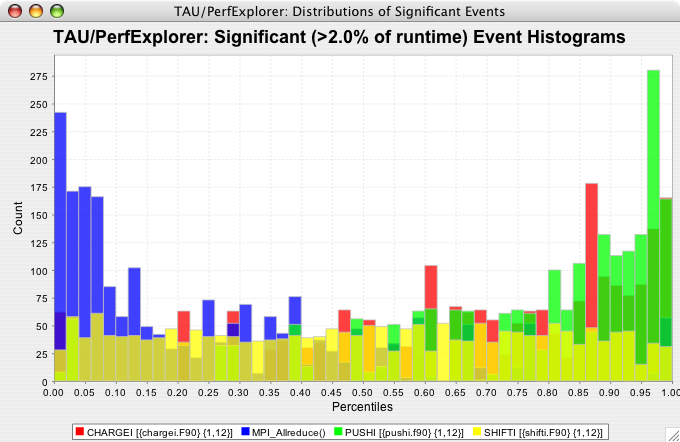 TAU/PerfExplorer: Distributions of Significant Events
TAU/PerfExplorer: Significant (>2.0% of runtime) Event Histograms
275
250
225
200
175
150
125
100
75
50
25
0
Count
0.00 0.05 0.10 0.15 0.20 0.25 0.30 0.35 0.40 0.45 0.50 0.55 0.60 0.65 0.70 0.75 0.80 0.85 0.90 0.95 1.00
Percentiles
CHARGEI [{chargei.F90} {1,12}] MPI_Allreduce() PUSHI [{pushi.f90} {1,12}] SHIFTI [{shifti.f90} {1,12}]